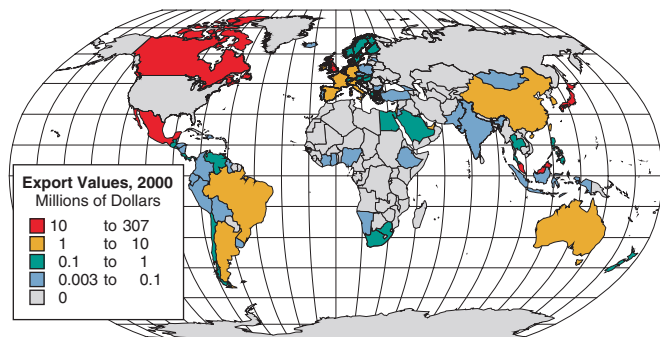 Export Values, 2000
Millions of Dollars
10 to 307
1 to 10
0.1 to 1
0.003 to 0.1
0